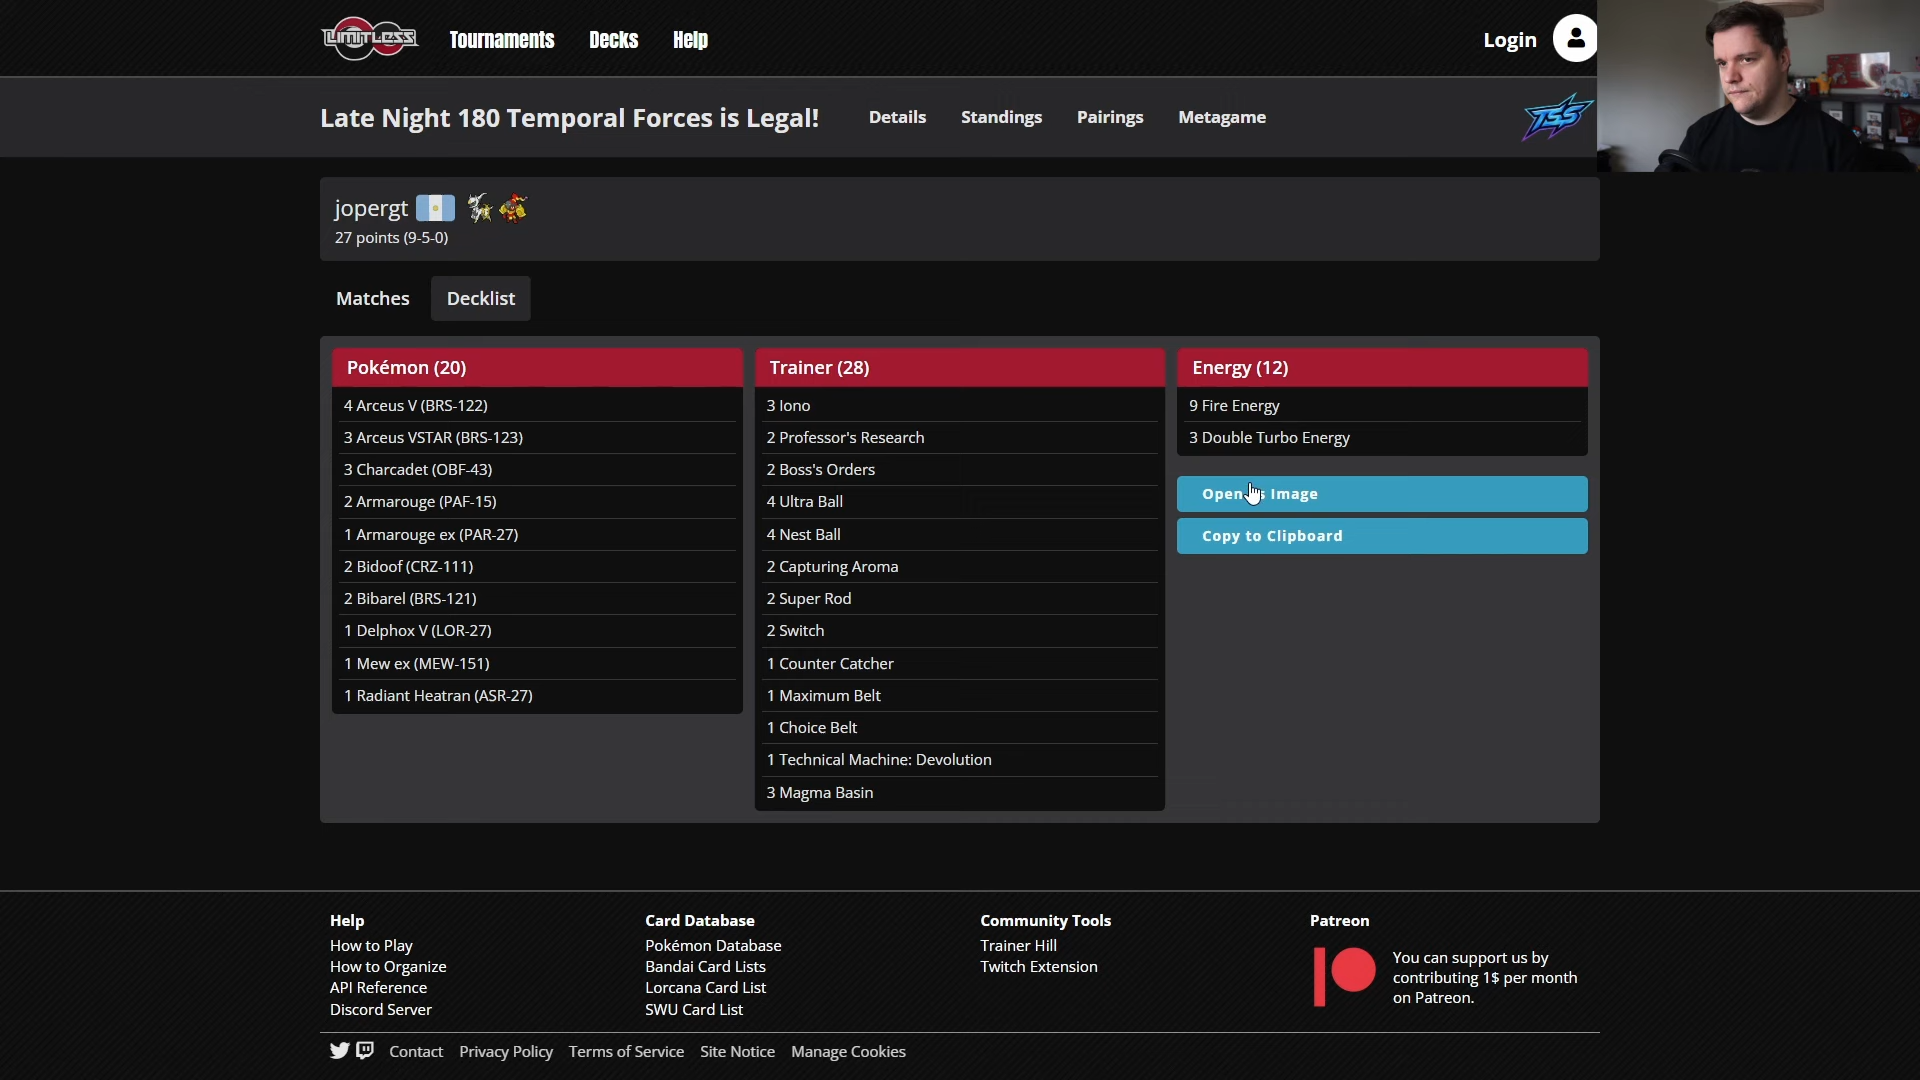 LIMITLESS
Tournaments
Decks
Help
Login
Late Night 180 Temporal Forces is Legal!
Details
Standings
Pairings
Metagame
TSS
jopergt
27 points (9-5-0)
Matches
Decklist
Pokémon (20)
4 Arceus V (BRS-122)
3 Arceus VSTAR (BRS-123)
3 Charcadet (OBF-43)
2 Armarouge (PAF-15)
1 Armarouge ex (PAR-27)
2 Bidoof (CRZ-111)
2 Bibarel (BRS-121)
1 Delphox V (LOR-27)
1 Mew ex (MEW-151)
1 Radiant Heatran (ASR-27)
Trainer (28)
3 Iono
2 Professor's Research
2 Boss's Orders
4 Ultra Ball
4 Nest Ball
2 Capturing Aroma
2 Super Rod
2 Switch
1 Counter Catcher
1 Maximum Belt
1 Choice Belt
1 Technical Machine: Devolution
3 Magma Basin
Energy (12)
9 Fire Energy
3 Double Turbo Energy
Open as Image
Copy to Clipboard
Help
How to Play
How to Organize
API Reference
Discord Server
Card Database
Pokémon Database
Bandai Card Lists
Lorcana Card List
SWU Card List
Community Tools
Trainer Hill
Twitch Extension
Patreon
You can support us by
contributing 1$ per month
on Patreon.
Contact
Privacy Policy
Terms of Service
Site Notice
Manage Cookies